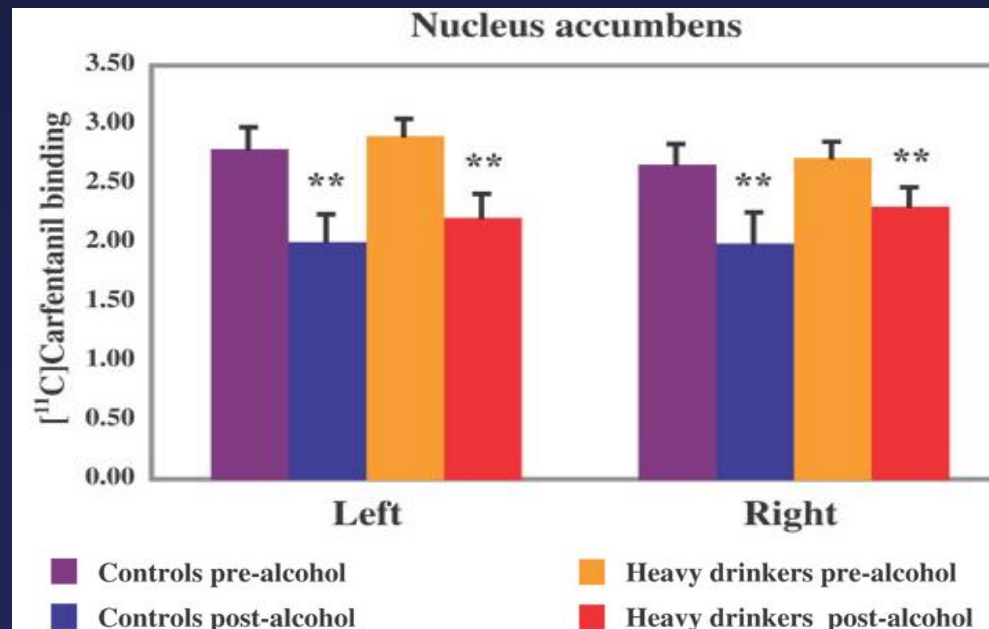 Nucleus accumbens
[¹¹C]Carfentanil binding
3.50
3.00
2.50
2.00
1.50
1.00
0.50
0.00
**
**
**
**
Left
Right
Controls pre-alcohol
Heavy drinkers pre-alcohol
Controls post-alcohol
Heavy drinkers post-alcohol